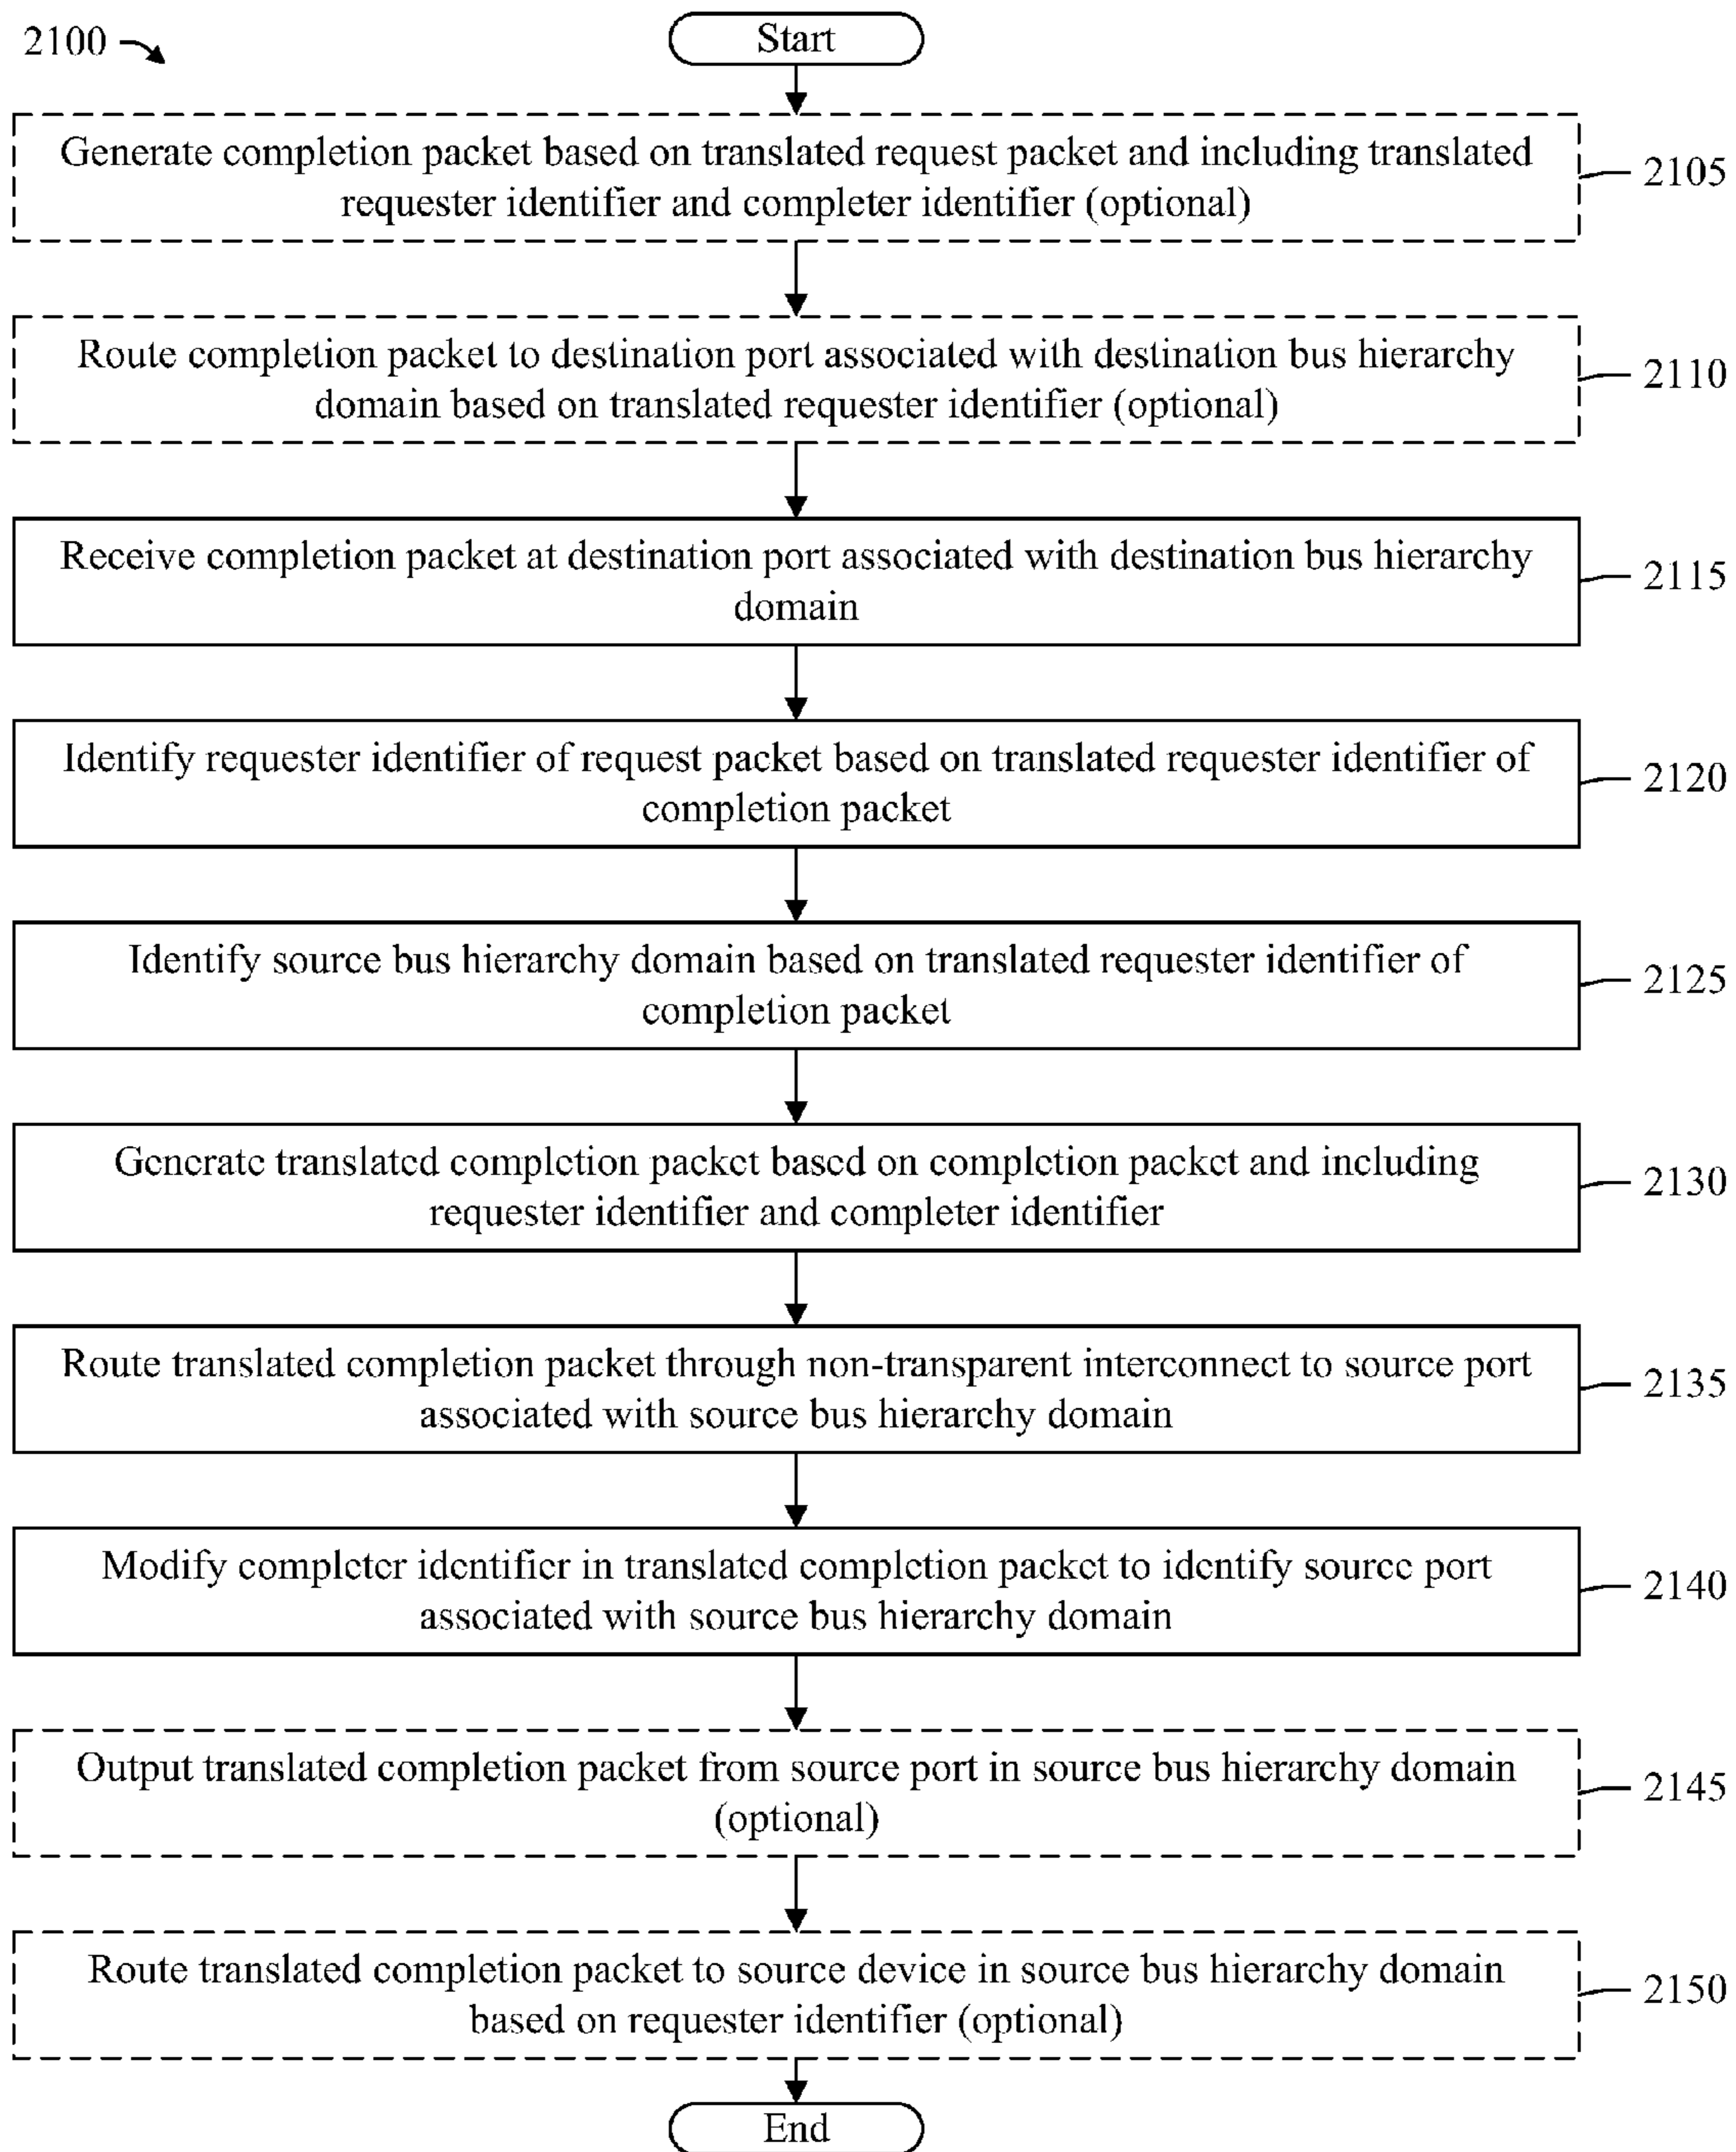 2100
Start
Generate completion packet based on translated request packet and including translated
requester identifier and completer identifier (optional)
2105
Route completion packet to destination port associated with destination bus hierarchy
domain based on translated requester identifier (optional)
2110
Receive completion packet at destination port associated with destination bus hierarchy
domain
2115
Identify requester identifier of request packet based on translated requester identifier of
completion packet
2120
Identify source bus hierarchy domain based on translated requester identifier of
completion packet
2125
Generate translated completion packet based on completion packet and including
requester identifier and completer identifier
2130
Route translated completion packet through non-transparent interconnect to source port
associated with source bus hierarchy domain
2135
Modify completer identifier in translated completion packet to identify source port
associated with source bus hierarchy domain
2140
Output translated completion packet from source port in source bus hierarchy domain
(optional)
2145
Route translated completion packet to source device in source bus hierarchy domain
based on requester identifier (optional)
2150
End